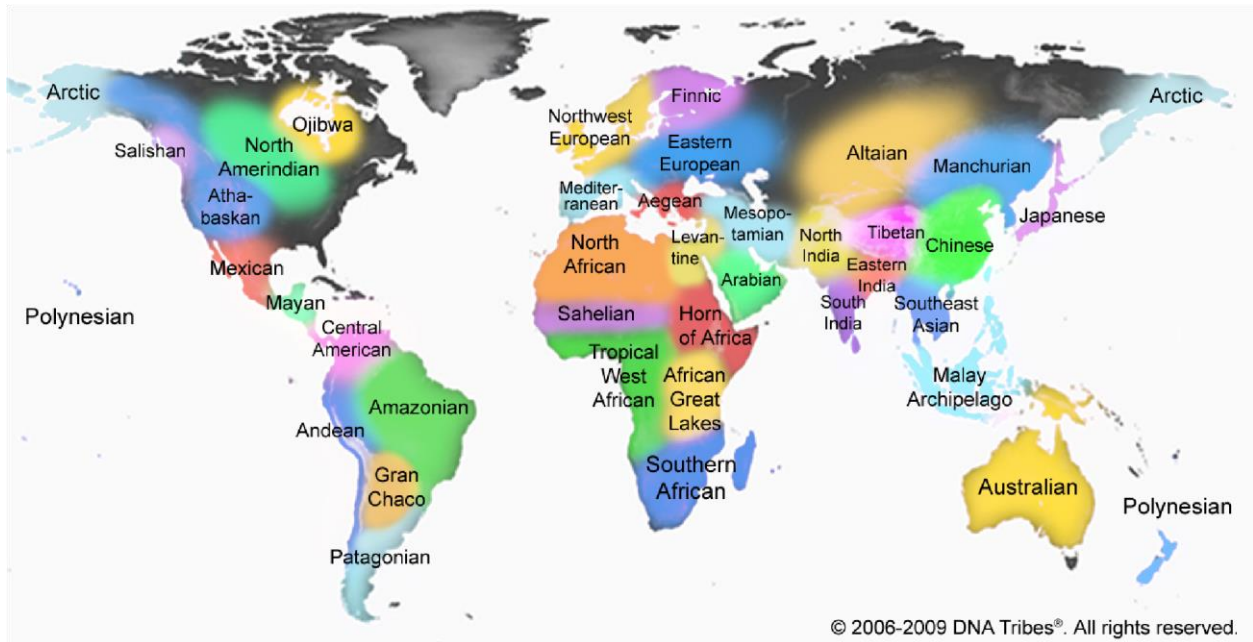 Arctic
Ojibwa
Salishan
North
Amerindian
Atha-
baskan
Mexican
Mayan
Polynesian
Central
American
Amazonian
Andean
Gran
Chaco
Patagonian
Finnic
Northwest
European
Eastern
European
Mediter-
ranean
Aegean
Mesopo-
tamian
North
African
Levan-
tine
Arabian
Sahelian
Horn
of Africa
Tropical
West
African
African
Great
Lakes
Southern
African
Arctic
Altaian
Manchurian
Japanese
Tibetan
Chinese
North
India
Eastern
India
South
India
Southeast
Asian
Malay
Archipelago
Australian
Polynesian
© 2006-2009 DNA Tribes®. All rights reserved.